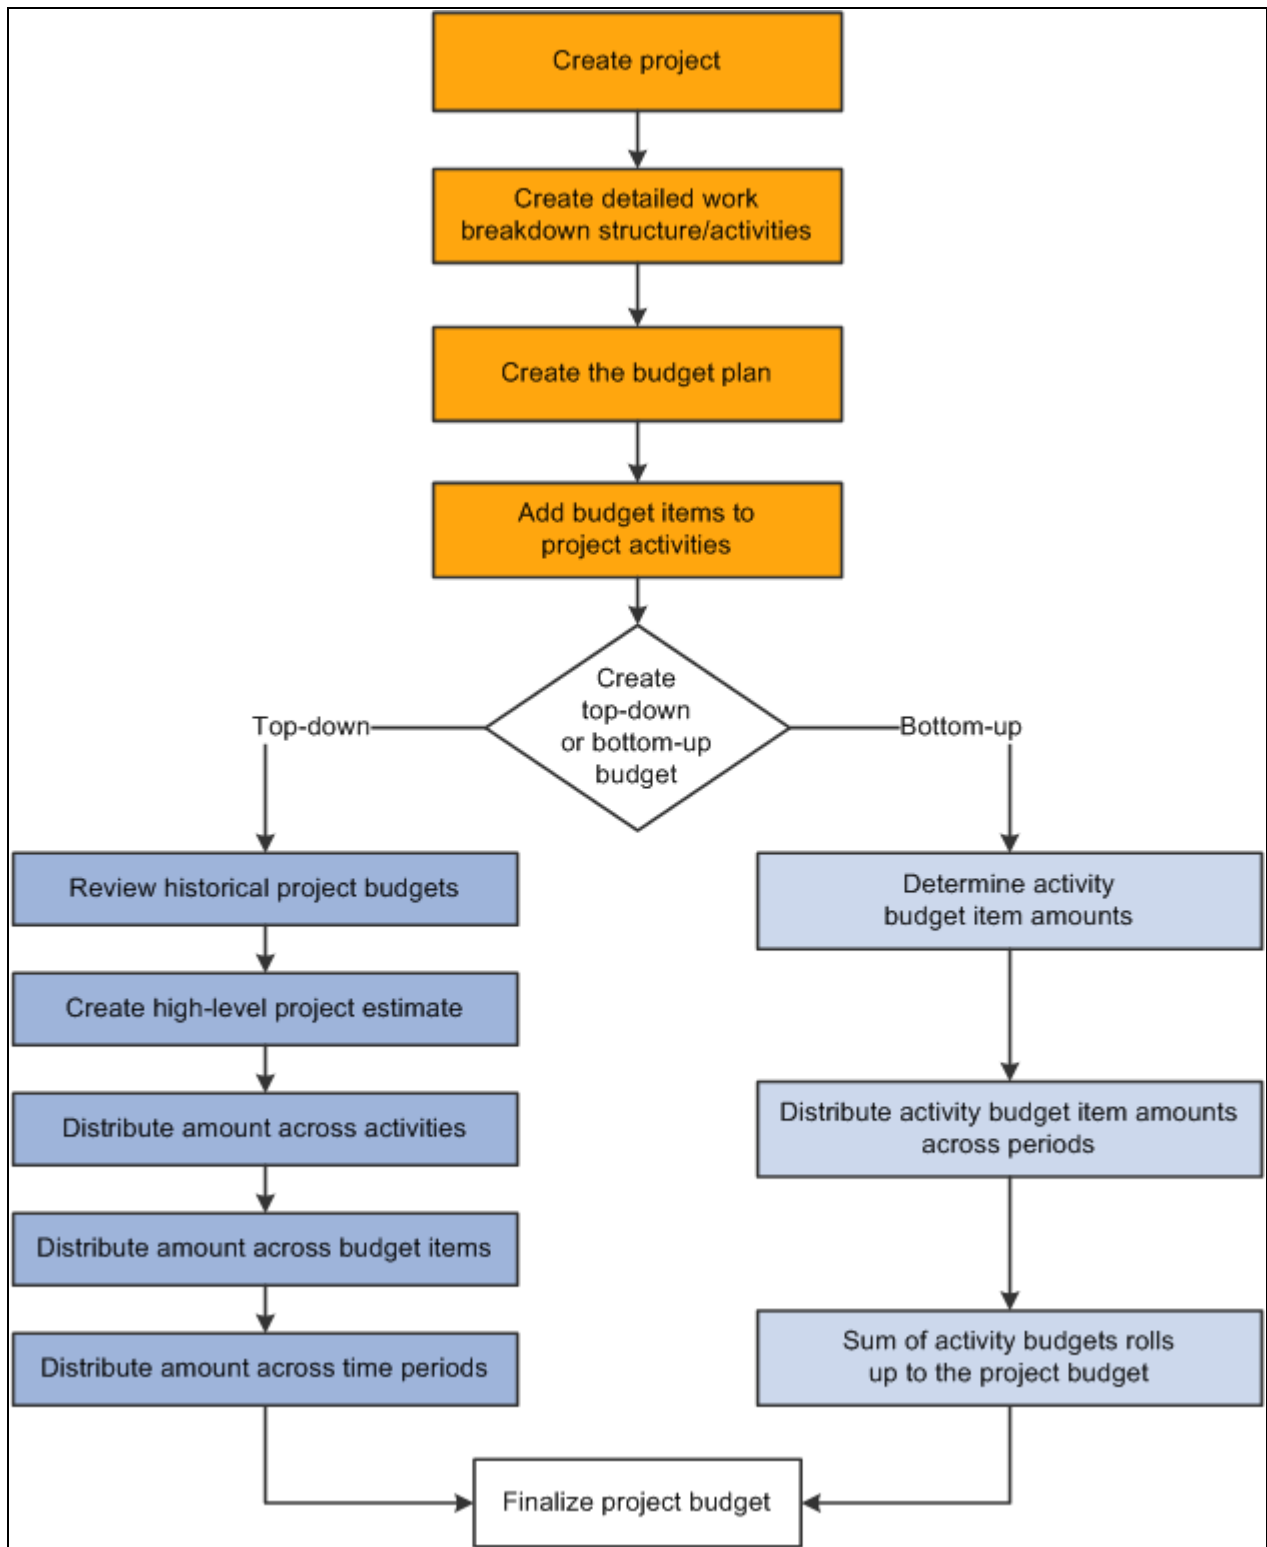 Create project
Create detailed work
breakdown structure/activities
Create the budget plan
Add budget items to
project activities
Create
top-down
or bottom-up
budget
Top-down
Bottom-up
Review historical project budgets
Create high-level project estimate
Distribute amount across activities
Distribute amount across budget items
Distribute amount across time periods
Determine activity
budget item amounts
Distribute activity budget item amounts
across periods
Sum of activity budgets rolls
up to the project budget
Finalize project budget